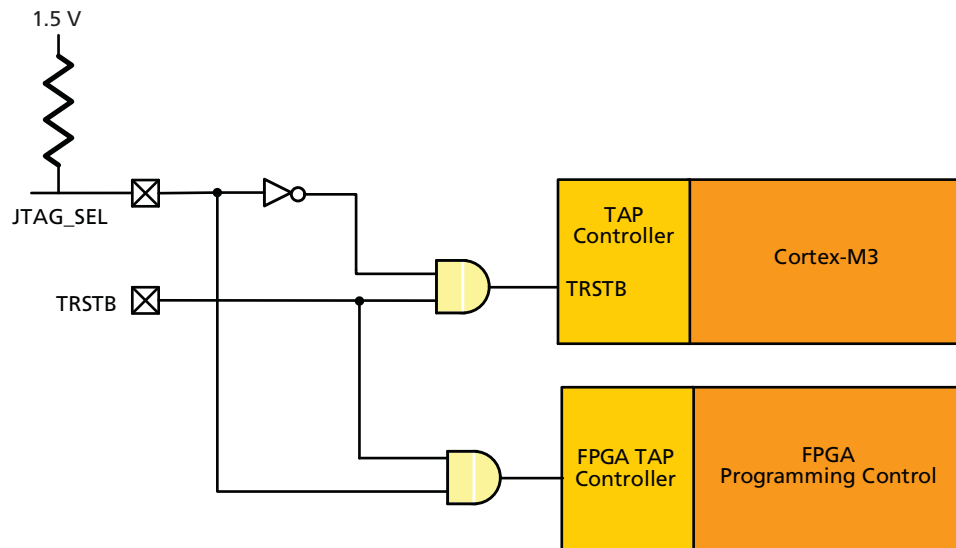 1.5 V
JTAG_SEL
TRSTB
TAP
Controller
TRSTB
Cortex-M3
FPGA TAP
Controller
FPGA
Programming Control